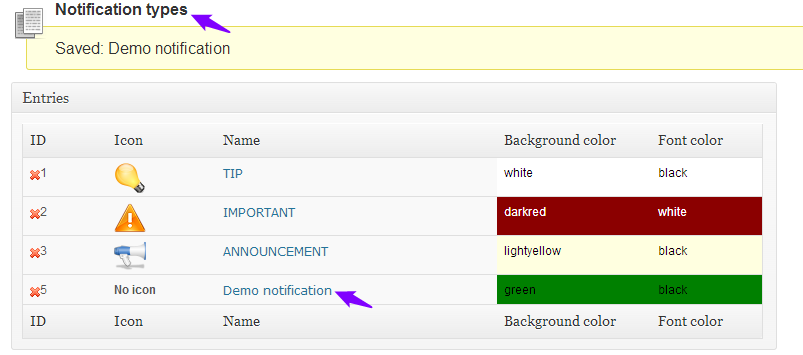 Notification types
Saved: Demo notification
Entries
ID Icon Name Background color Font color
1 TIP white black
2 IMPORTANT darkred white
3 ANNOUNCEMENT lightyellow black
5 No icon Demo notification green black
ID Icon Name Background color Font color